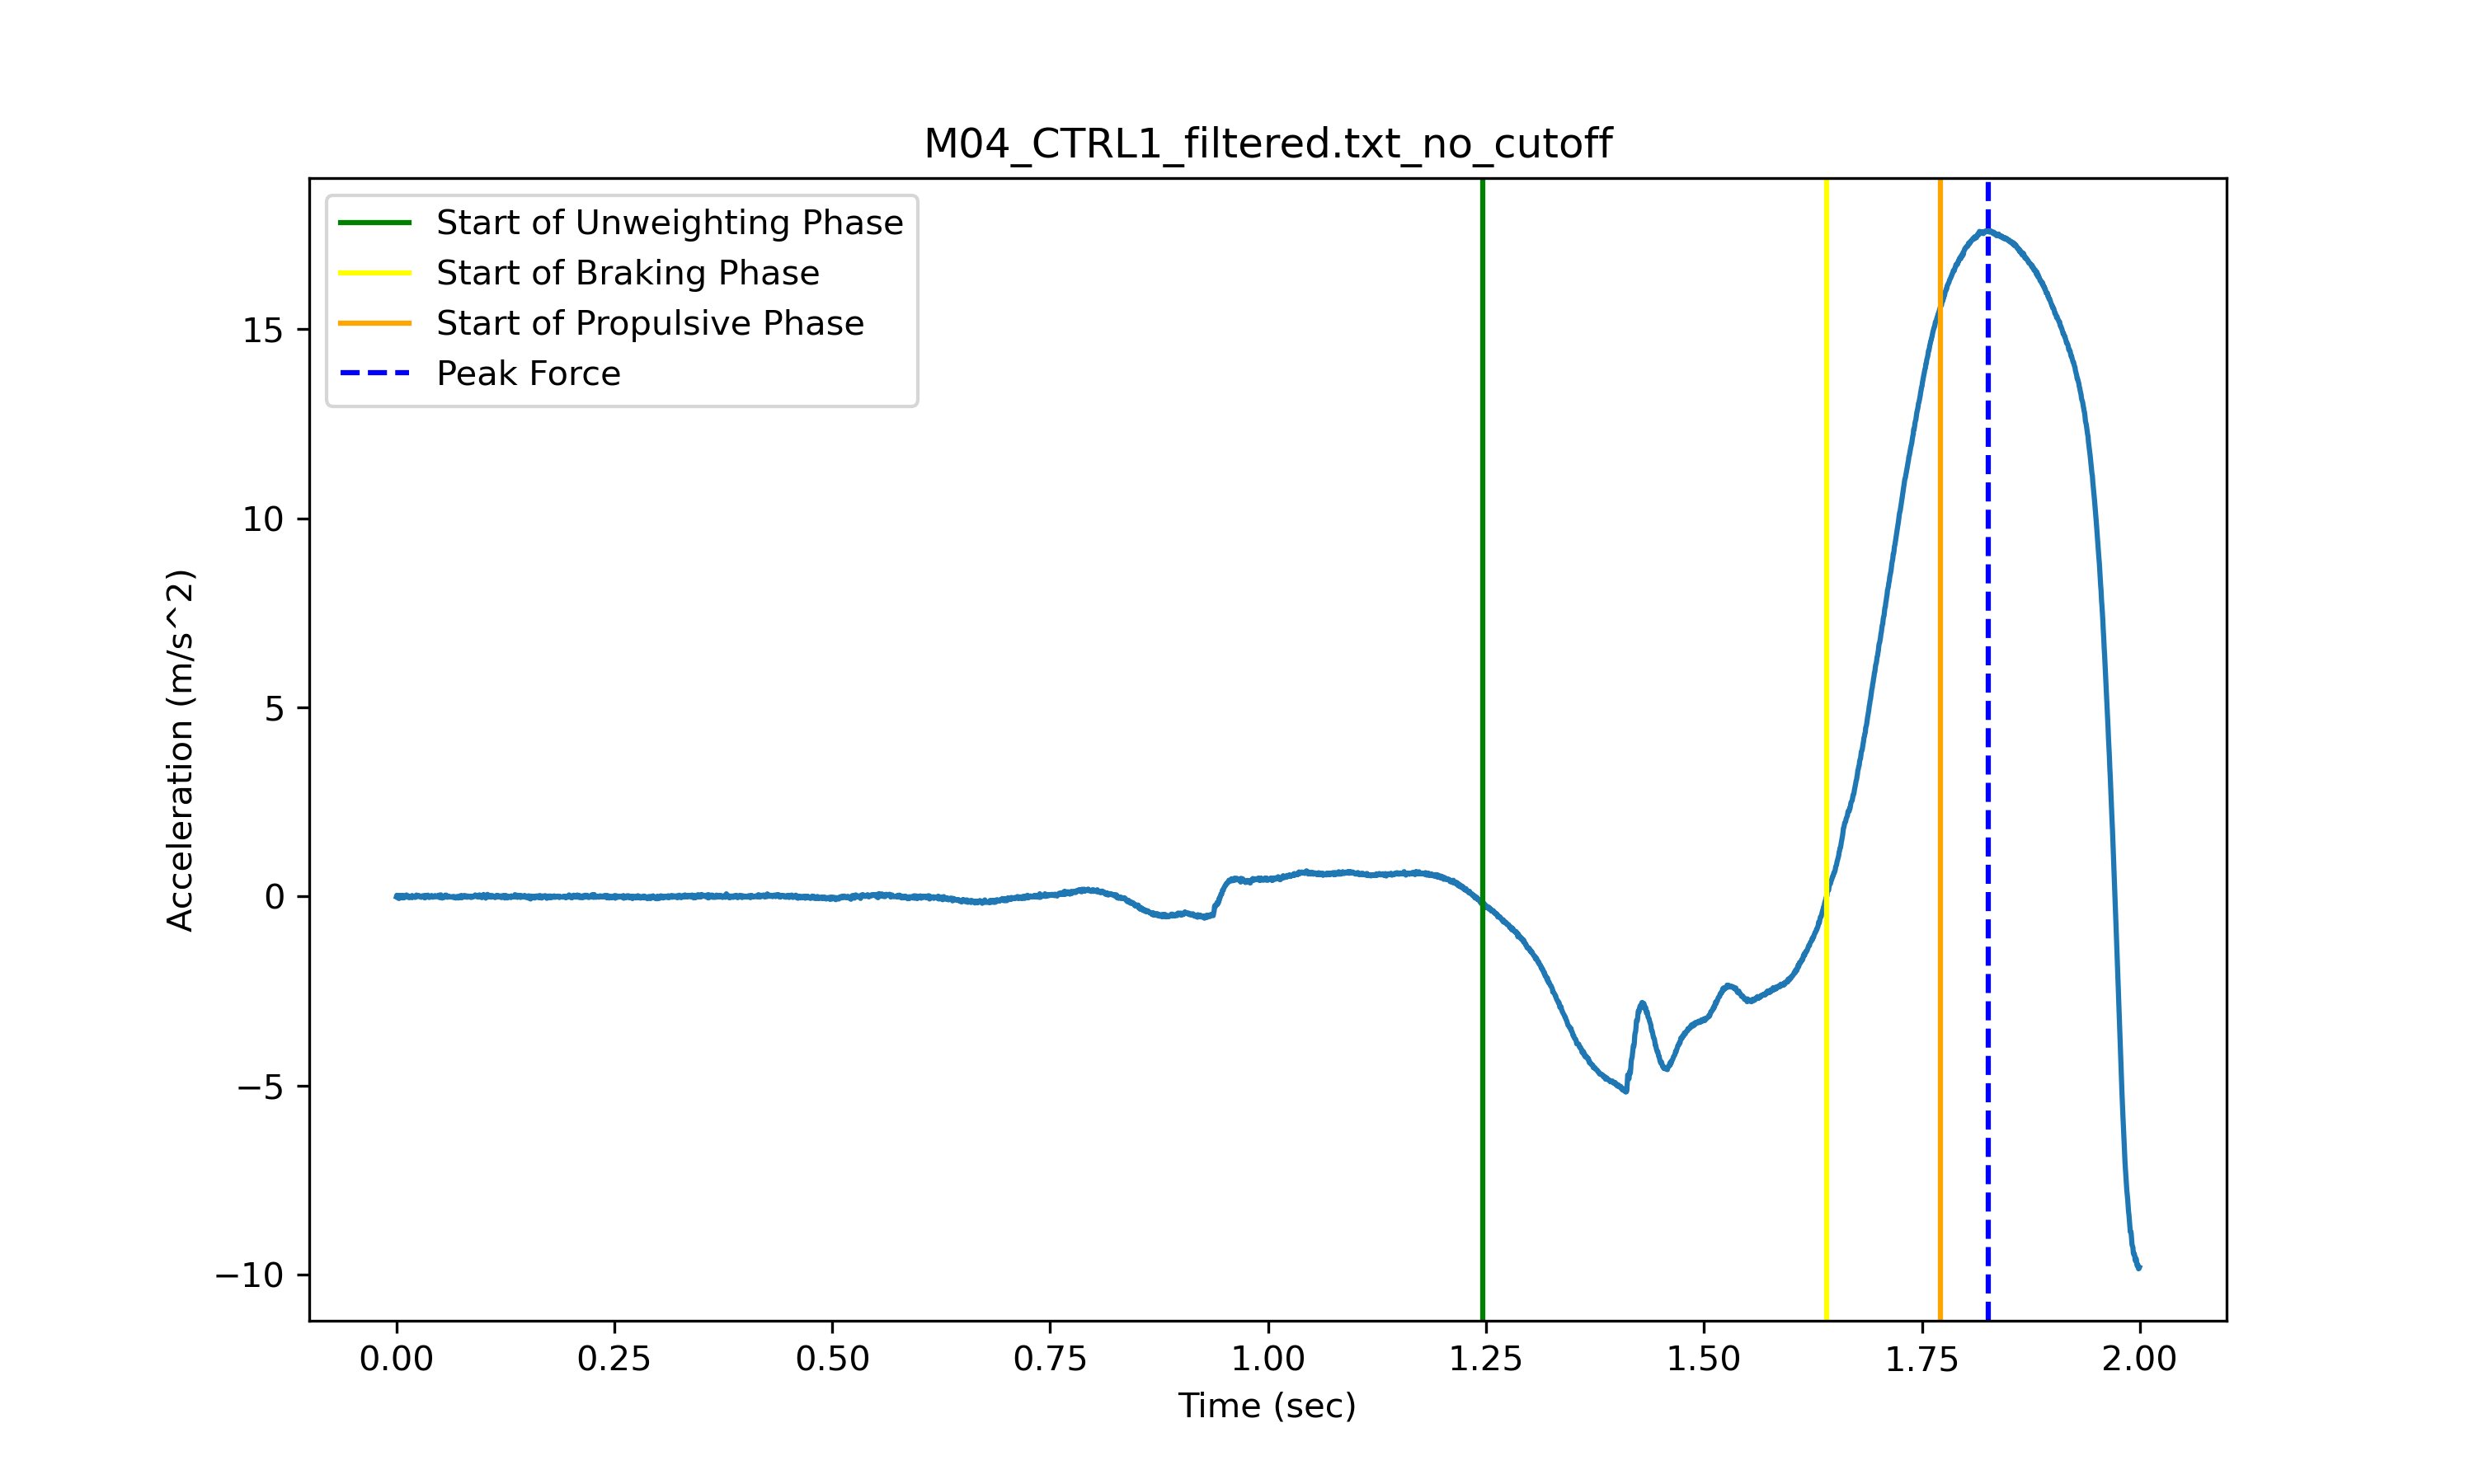 M04_CTRL1_filtered.txt_no_cutoff
Start of Unweighting Phase
Start of Braking Phase
Start of Propulsive Phase
Peak Force
Acceleration (m/s^2)
15
10
5
0
−5
−10
0.00 0.25 0.50 0.75 1.00 1.25 1.50 1.75 2.00
Time (sec)